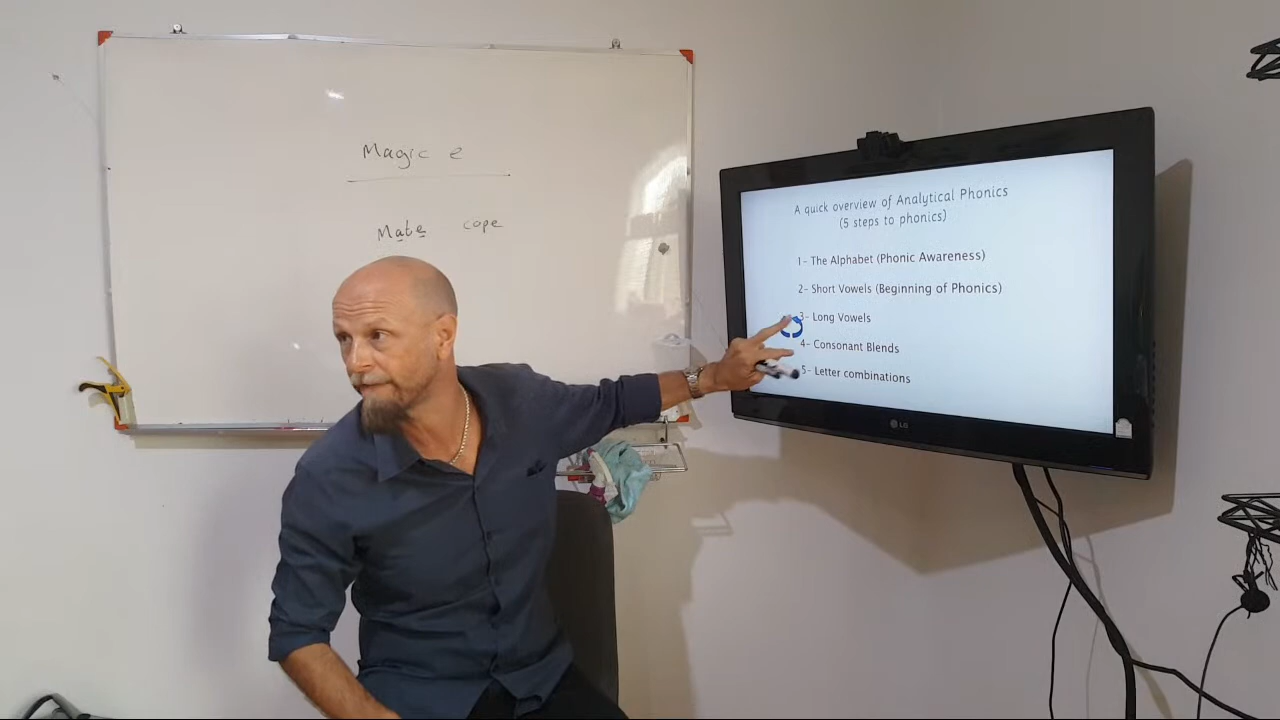 Magic e
Mate cope
A quick overview of Analytical Phonics
(5 steps to phonics)
1- The Alphabet (Phonic Awareness)
2- Short Vowels (Beginning of Phonics)
3- Long Vowels
4- Consonant Blends
5- Letter combinations
LG